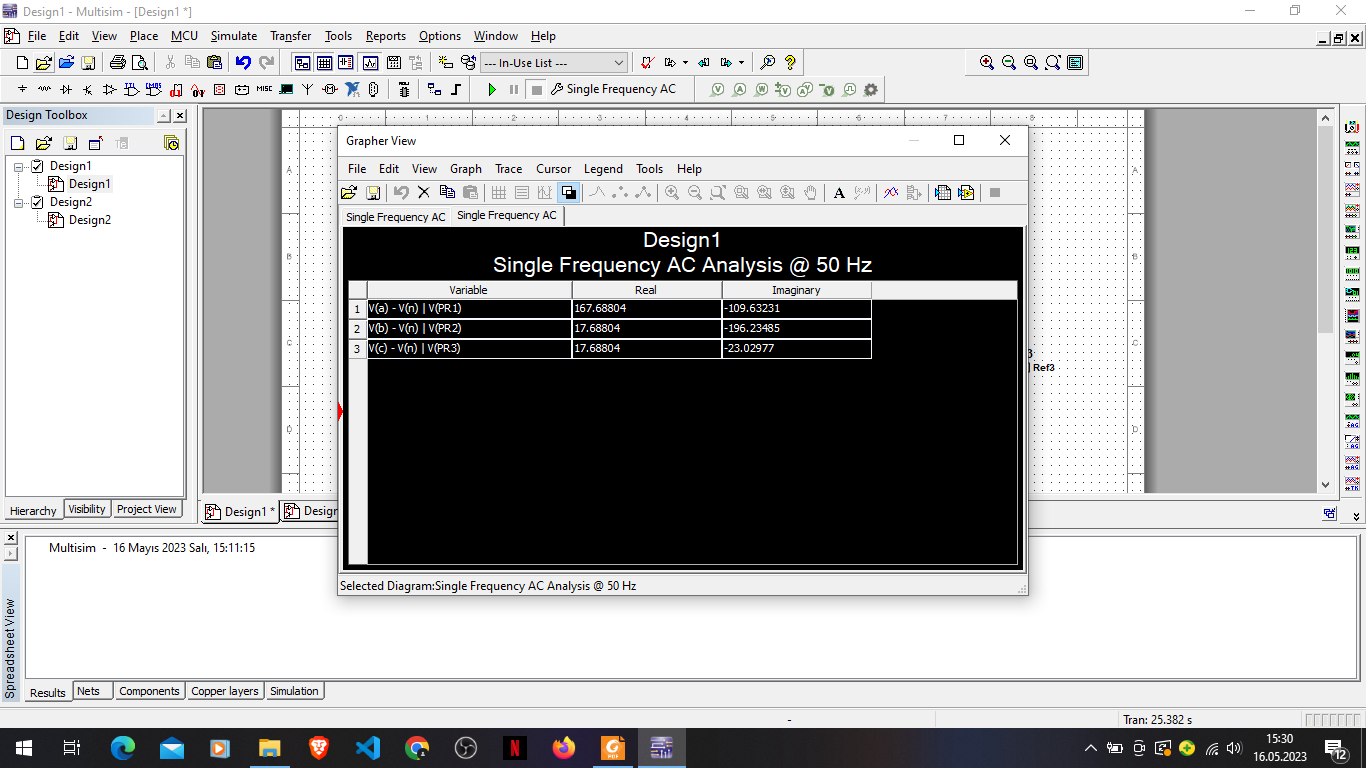 Design1 - Multisim - [Design1 *]
File Edit View Place MCU Simulate Transfer Tools Reports Options Window Help
--- In-Use List ---
Single Frequency AC
Design Toolbox
Design1
Design1
Design2
Design2
Hierarchy Visibility Project View
Grapher View
File Edit View Graph Trace Cursor Legend Tools Help
Single Frequency AC Single Frequency AC
Design1
Single Frequency AC Analysis @ 50 Hz
Variable Real Imaginary
1 V(a) - V(n) | V(PR1) 167.68804 -109.63231
2 V(b) - V(n) | V(PR2) 17.68804 -196.23485
3 V(c) - V(n) | V(PR3) 17.68804 -23.02977
Selected Diagram:Single Frequency AC Analysis @ 50 Hz
Ref3
Design1 * Design
Multisim - 16 Mayıs 2023 Salı, 15:11:15
Spreadsheet View
Results Nets Components Copper layers Simulation
- Tran: 25.382 s
15:30
16.05.2023
12